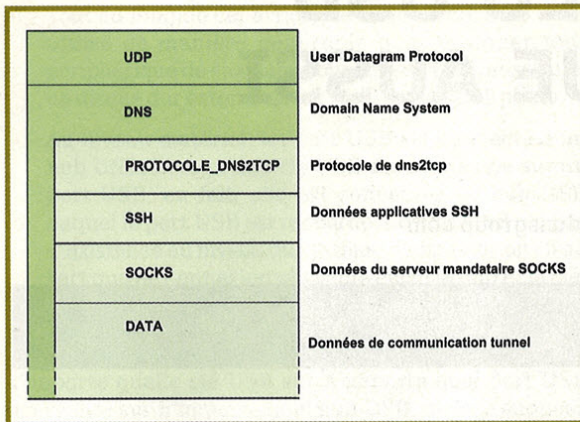 UDP User Datagram Protocol
DNS Domain Name System
PROTOCOLE_DNS2TCP Protocole de dns2tcp
SSH Données applicatives SSH
SOCKS Données du serveur mandataire SOCKS
DATA
Données de communication tunnel